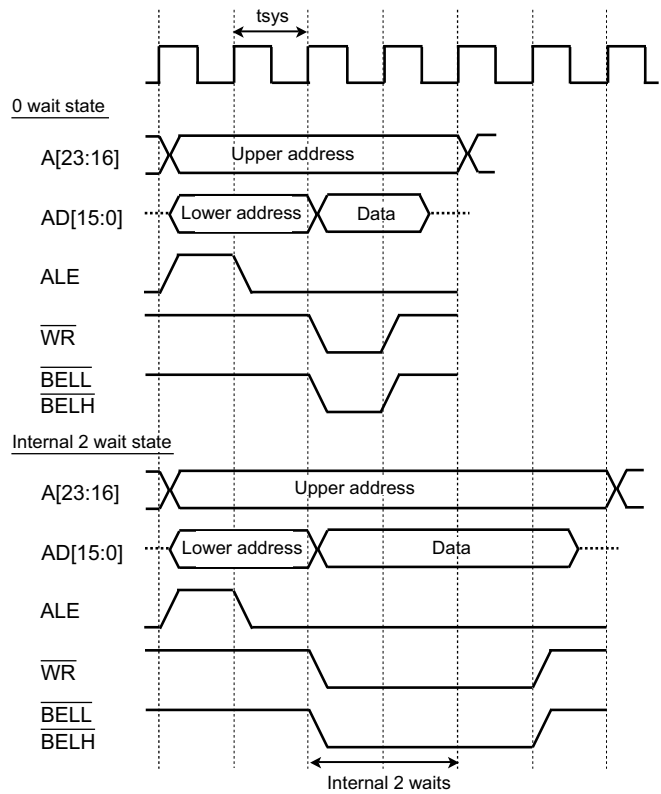 tsys
0 wait state
A[23:16]
Upper address
AD[15:0]
Lower address
Data
ALE
WR
BELL
BELH
Internal 2 wait state
A[23:16]
Upper address
AD[15:0]
Lower address
Data
ALE
WR
BELL
BELH
Internal 2 waits